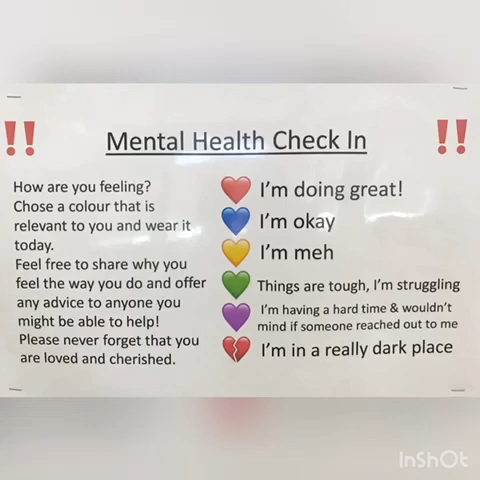 ‼ Mental Health Check In ‼
How are you feeling?
Chose a colour that is
relevant to you and wear it
today.
Feel free to share why you
feel the way you do and offer
any advice to anyone you
might be able to help!
Please never forget that you
are loved and cherished.
❤️ I'm doing great!
💙 I'm okay
💛 I'm meh
💚 Things are tough, I'm struggling
💜 I'm having a hard time & wouldn't
mind if someone reached out to me
💔 I'm in a really dark place
InShOt